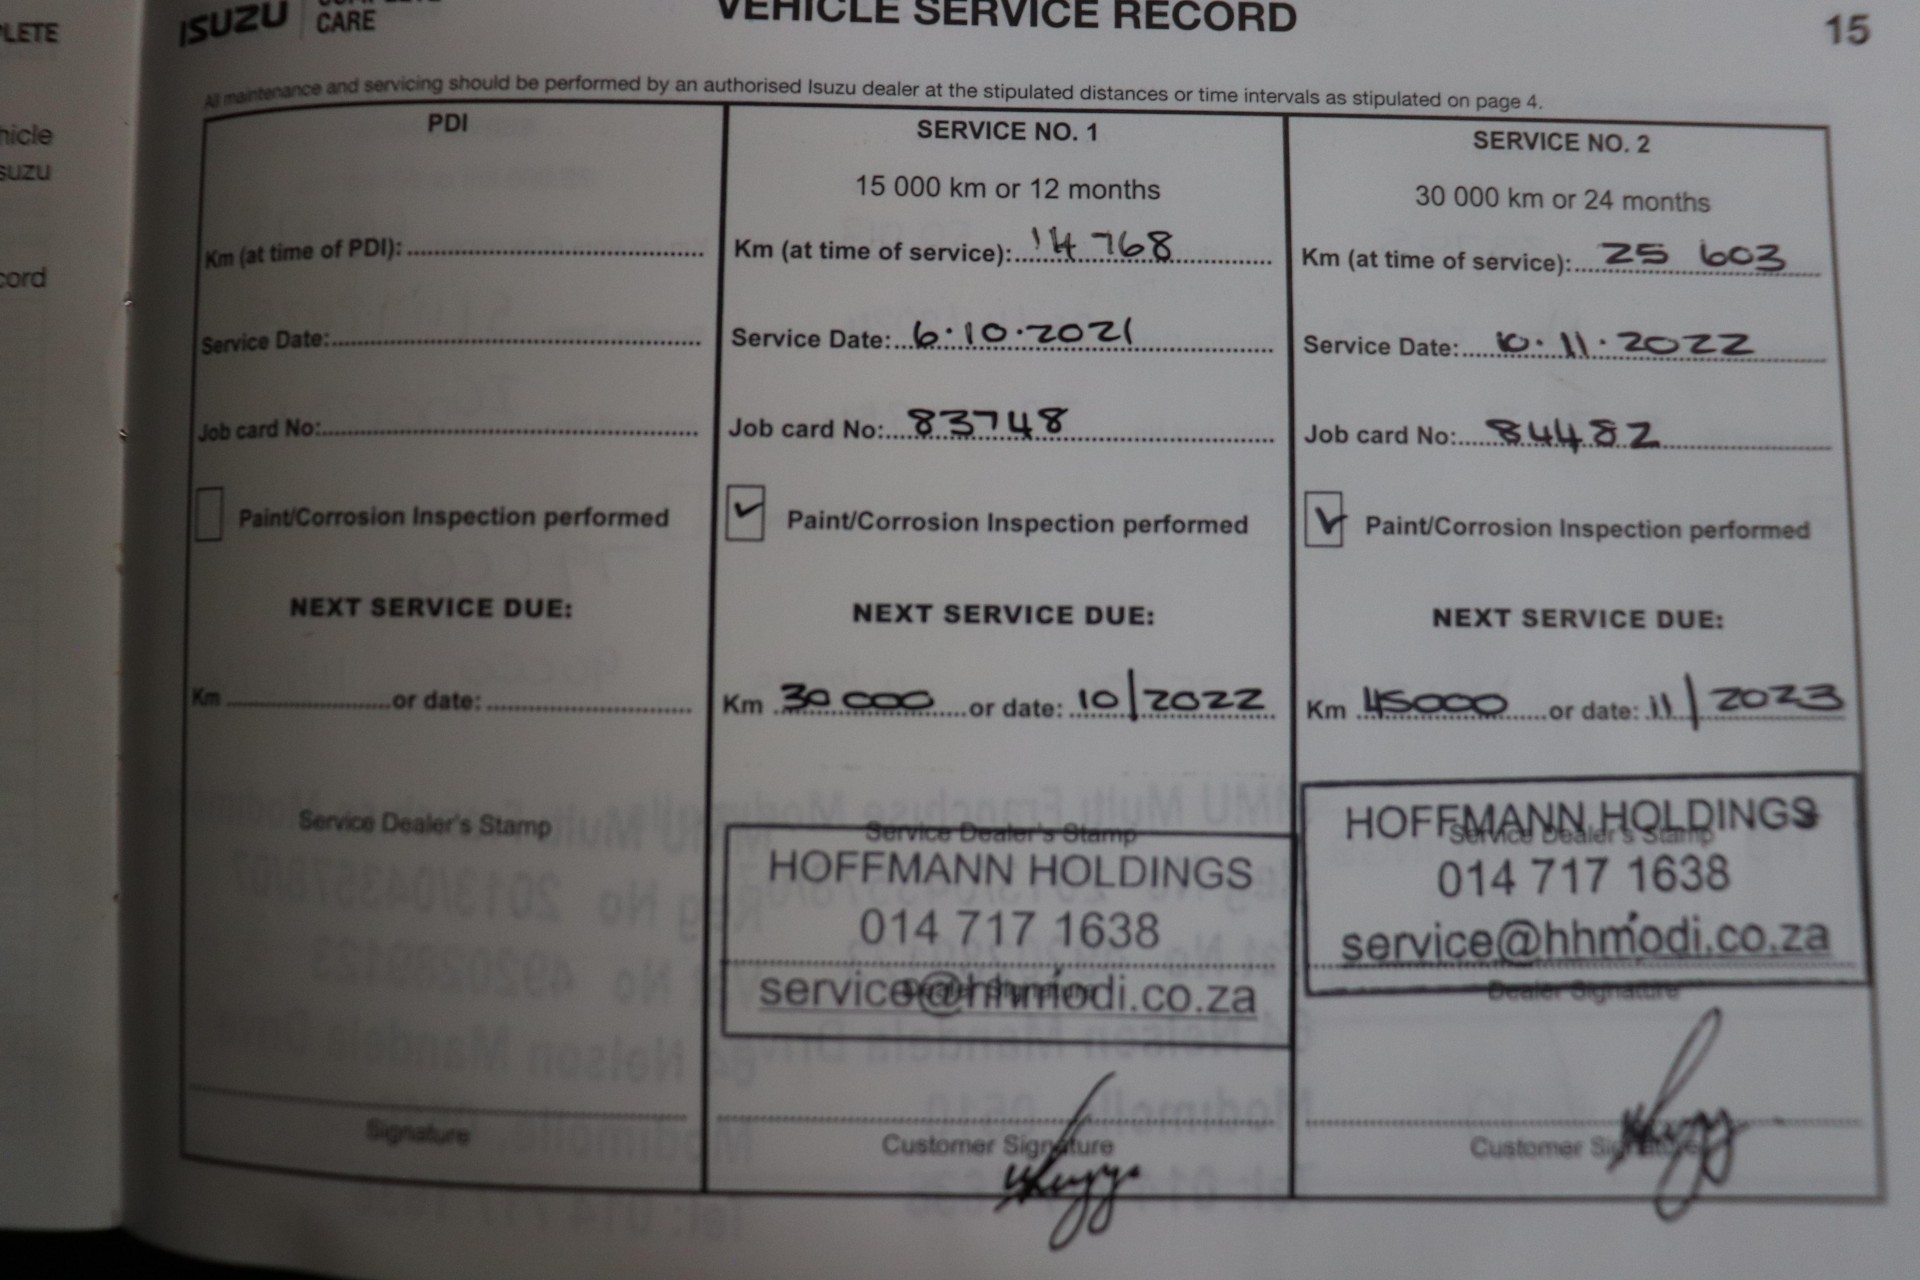 LETE
hicle
suzu
cord
ISUZU
CARE
VEHICLE SERVICE RECORD
15
All maintenance and servicing should be performed by an authorised Isuzu dealer at the stipulated distances or time intervals as stipulated on page 4.
PDI
Km (at time of PDI):
Service Date:
Job card No:
Paint/Corrosion Inspection performed
NEXT SERVICE DUE:
Km or date:
Service Dealer's Stamp
Signature
SERVICE NO. 1
15 000 km or 12 months
Km (at time of service): 14 768
Service Date: 6.10.2021
Job card No: 83748
Paint/Corrosion Inspection performed
NEXT SERVICE DUE:
Km 30 000 or date: 10/2022
Service Dealer's Stamp
HOFFMANN HOLDINGS
014 717 1638
service@hhmodi.co.za
Dealer Signature
Customer Signature
SERVICE NO. 2
30 000 km or 24 months
Km (at time of service): 25 603
Service Date: 10.11.2022
Job card No: 84482
Paint/Corrosion Inspection performed
NEXT SERVICE DUE:
Km 45000 or date: 11/2023
Service Dealer's Stamp
HOFFMANN HOLDINGS
014 717 1638
service@hhmodi.co.za
Dealer Signature
Customer Signature